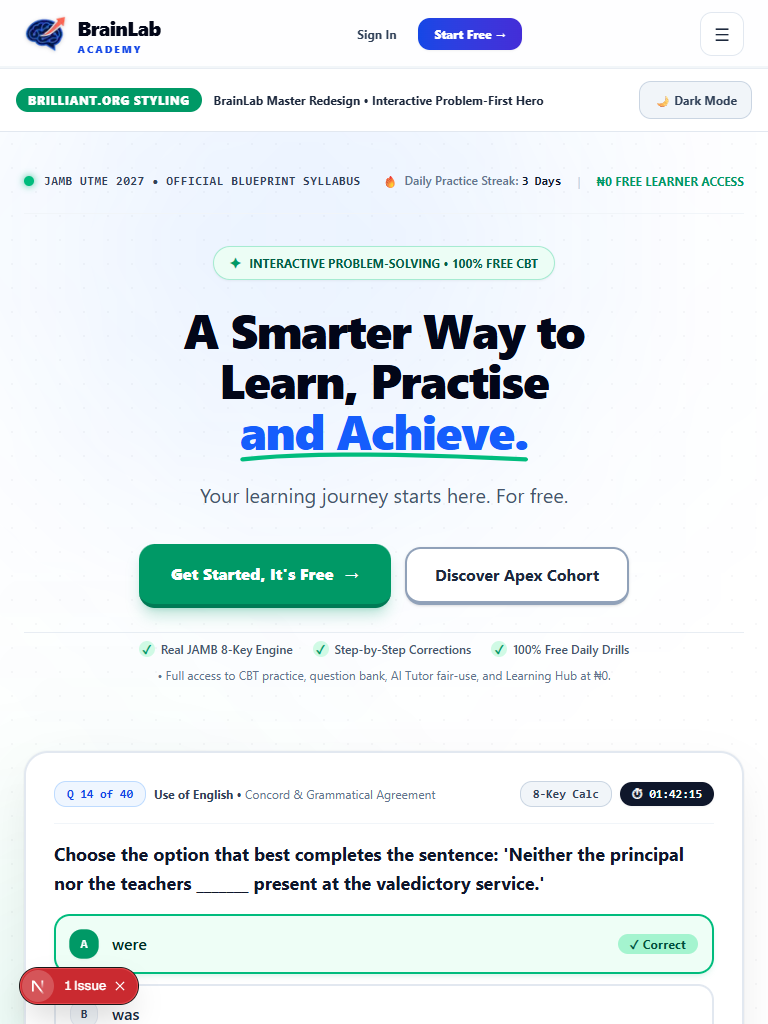 BrainLab
ACADEMY
Sign In
Start Free →
BRILLIANT.ORG STYLING
BrainLab Master Redesign • Interactive Problem-First Hero
🌙 Dark Mode
JAMB UTME 2027 • OFFICIAL BLUEPRINT SYLLABUS
🔥 Daily Practice Streak: 3 Days | ₦0 FREE LEARNER ACCESS
✦ INTERACTIVE PROBLEM-SOLVING • 100% FREE CBT
A Smarter Way to
Learn, Practise
and Achieve.
Your learning journey starts here. For free.
Get Started, It's Free →
Discover Apex Cohort
✓ Real JAMB 8-Key Engine
✓ Step-by-Step Corrections
✓ 100% Free Daily Drills
• Full access to CBT practice, question bank, AI Tutor fair-use, and Learning Hub at ₦0.
Q 14 of 40
Use of English • Concord & Grammatical Agreement
8-Key Calc
⏱ 01:42:15
Choose the option that best completes the sentence: 'Neither the principal
nor the teachers ______ present at the valedictory service.'
A were
✓ Correct
N 1 Issue ×
B was